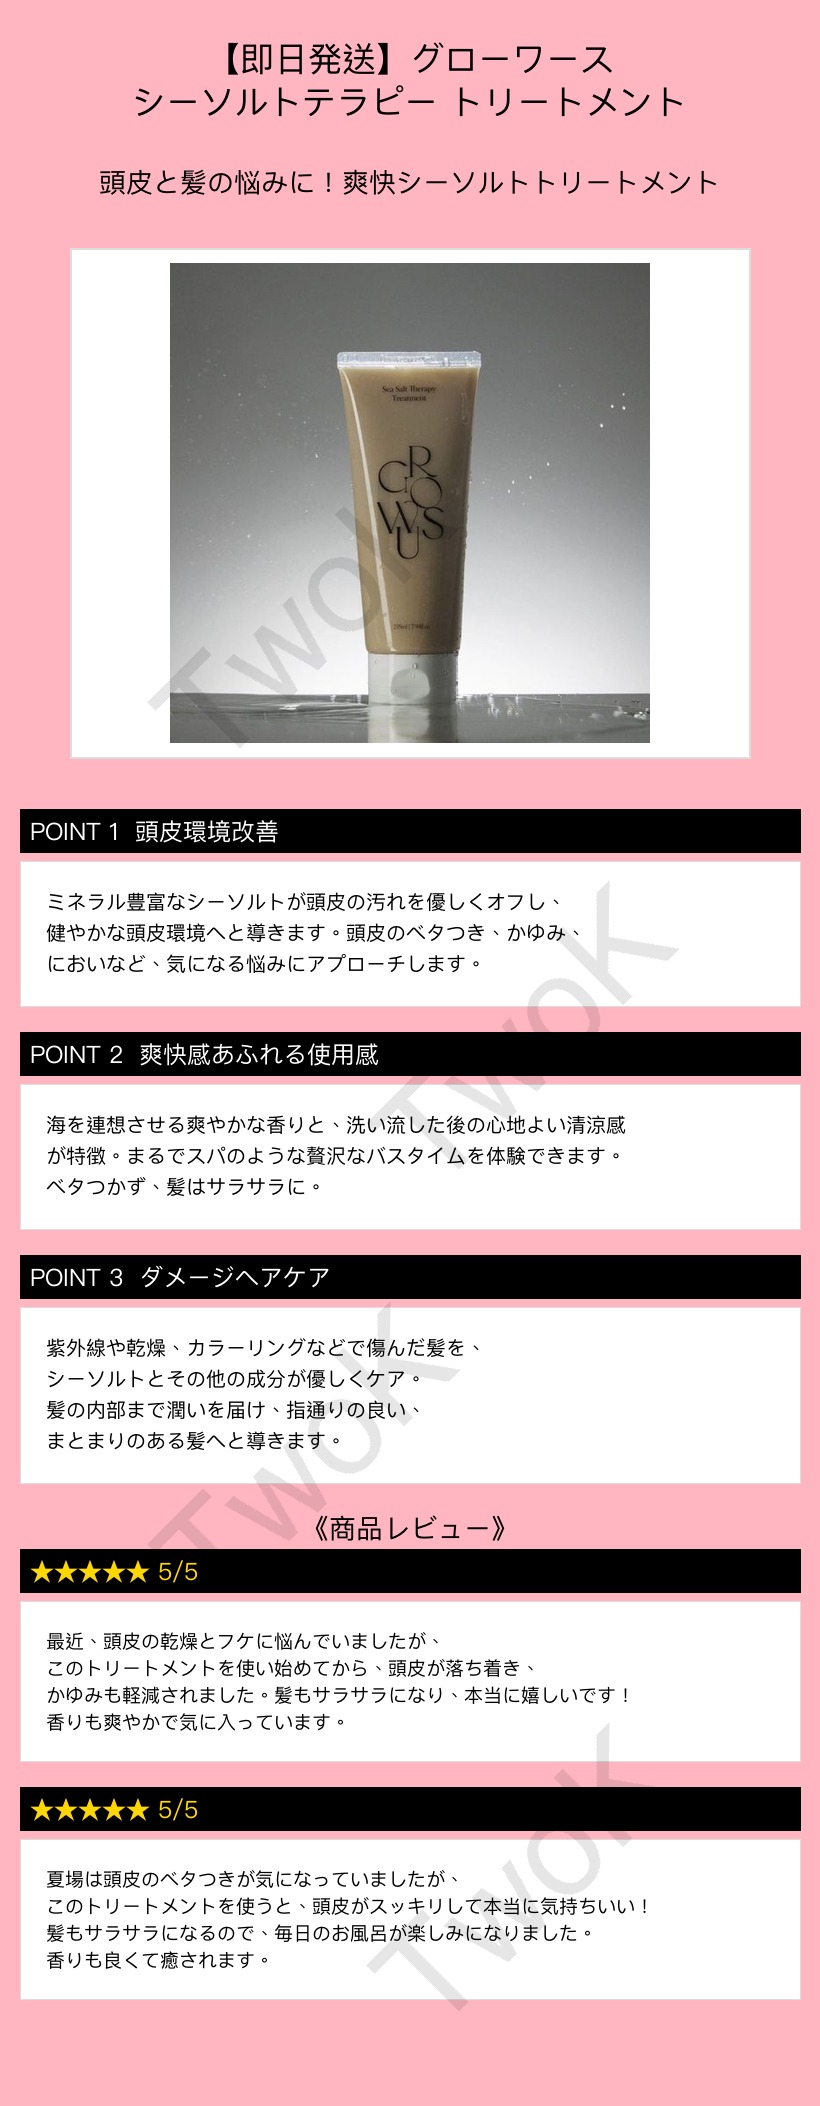 【即日発送】グローワース
シーソルトテラピー トリートメント
頭皮と髪の悩みに！爽快シーソルトトリートメント
Sea Salt Therapy
Treatment
GROWUS
TwoK
POINT 1 頭皮環境改善
ミネラル豊富なシーソルトが頭皮の汚れを優しくオフし、
健やかな頭皮環境へと導きます。頭皮のベタつき、かゆみ、
においなど、気になる悩みにアプローチします。
TwoK
POINT 2 爽快感あふれる使用感
海を連想させる爽やかな香りと、洗い流した後の心地よい清涼感
が特徴。まるでスパのような贅沢なバスタイムを体験できます。
ベタつかず、髪はサラサラに。
POINT 3 ダメージヘアケア
紫外線や乾燥、カラーリングなどで傷んだ髪を、
シーソルトとその他の成分が優しくケア。
髪の内部まで潤いを届け、指通りの良い、
まとまりのある髪へと導きます。
TwoK
《商品レビュー》
★★★★★ 5/5
最近、頭皮の乾燥とフケに悩んでいましたが、
このトリートメントを使い始めてから、頭皮が落ち着き、
かゆみも軽減されました。髪もサラサラになり、本当に嬉しいです！
香りも爽やかで気に入っています。
★★★★★ 5/5
夏場は頭皮のベタつきが気になっていましたが、
このトリートメントを使うと、頭皮がスッキリして本当に気持ちいい！
髪もサラサラになるので、毎日のお風呂が楽しみになりました。
香りも良くて癒されます。
TwoK